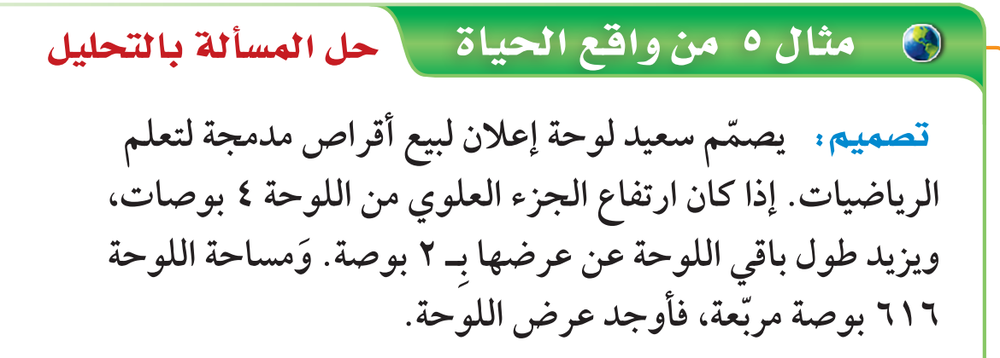 مثال ٥ من واقع الحياة حل المسألة بالتحليل
تصميم: يصمّم سعيد لوحة إعلان لبيع أقراص مدمجة لتعلم
الرياضيات. إذا كان ارتفاع الجزء العلوي من اللوحة ٤ بوصات،
ويزيد طول باقي اللوحة عن عرضها بِـ ٢ بوصة. وَمساحة اللوحة
٦١٦ بوصة مربّعة، فأوجد عرض اللوحة.